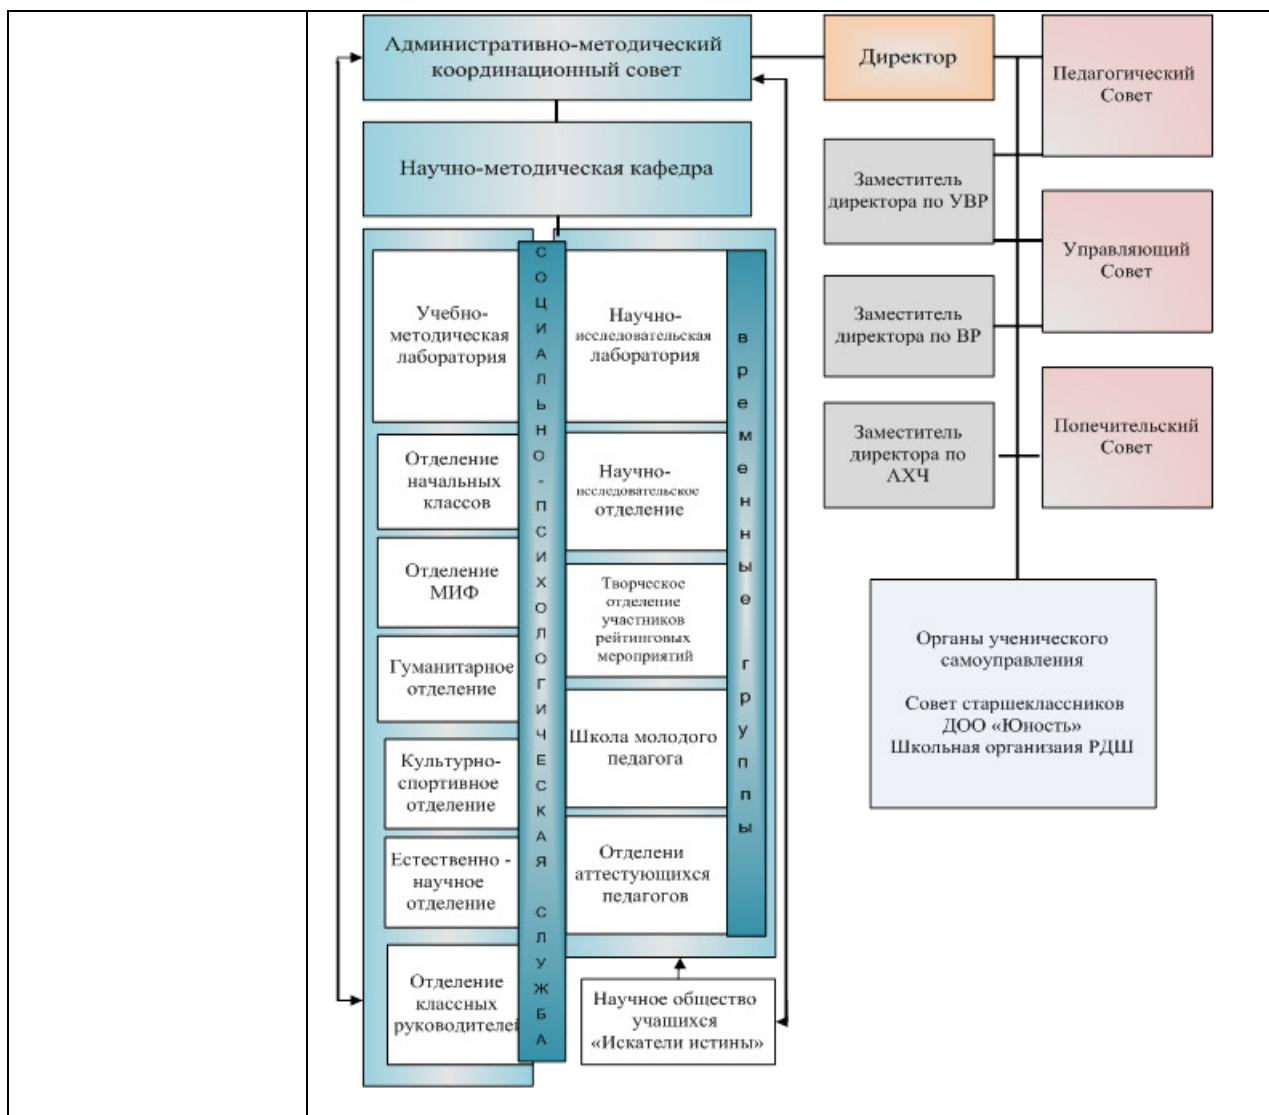 Административно-методический
координационный совет
Директор
Педагогический
Совет
Научно-методическая кафедра
Заместитель
директора по УВР
Управляющий
Совет
Заместитель
директора по ВР
Попечительский
Совет
Заместитель
директора по
АХЧ
Учебно-
методическая
лаборатория
Отделение
начальных
классов
Отделение
МИФ
Гуманитарное
отделение
Культурно-
спортивное
отделение
Естественно -
научное
отделение
Отделение
классных
руководителей
СОЦИАЛЬНО-ПСИХОЛОГИЧЕСКАЯ СЛУЖБА
Научно-
исследовательская
лаборатория
Научно-
исследовательское
отделение
Творческое
отделение
участников
рейтинговых
мероприятий
Школа молодого
педагога
Отделени
аттестующихся
педагогов
временные группы
Научное общество
учашихся
«Искатели истины»
Органы ученического
самоуправления
Совет старшеклассников
ДОО «Юность»
Школьная организаия РДШ